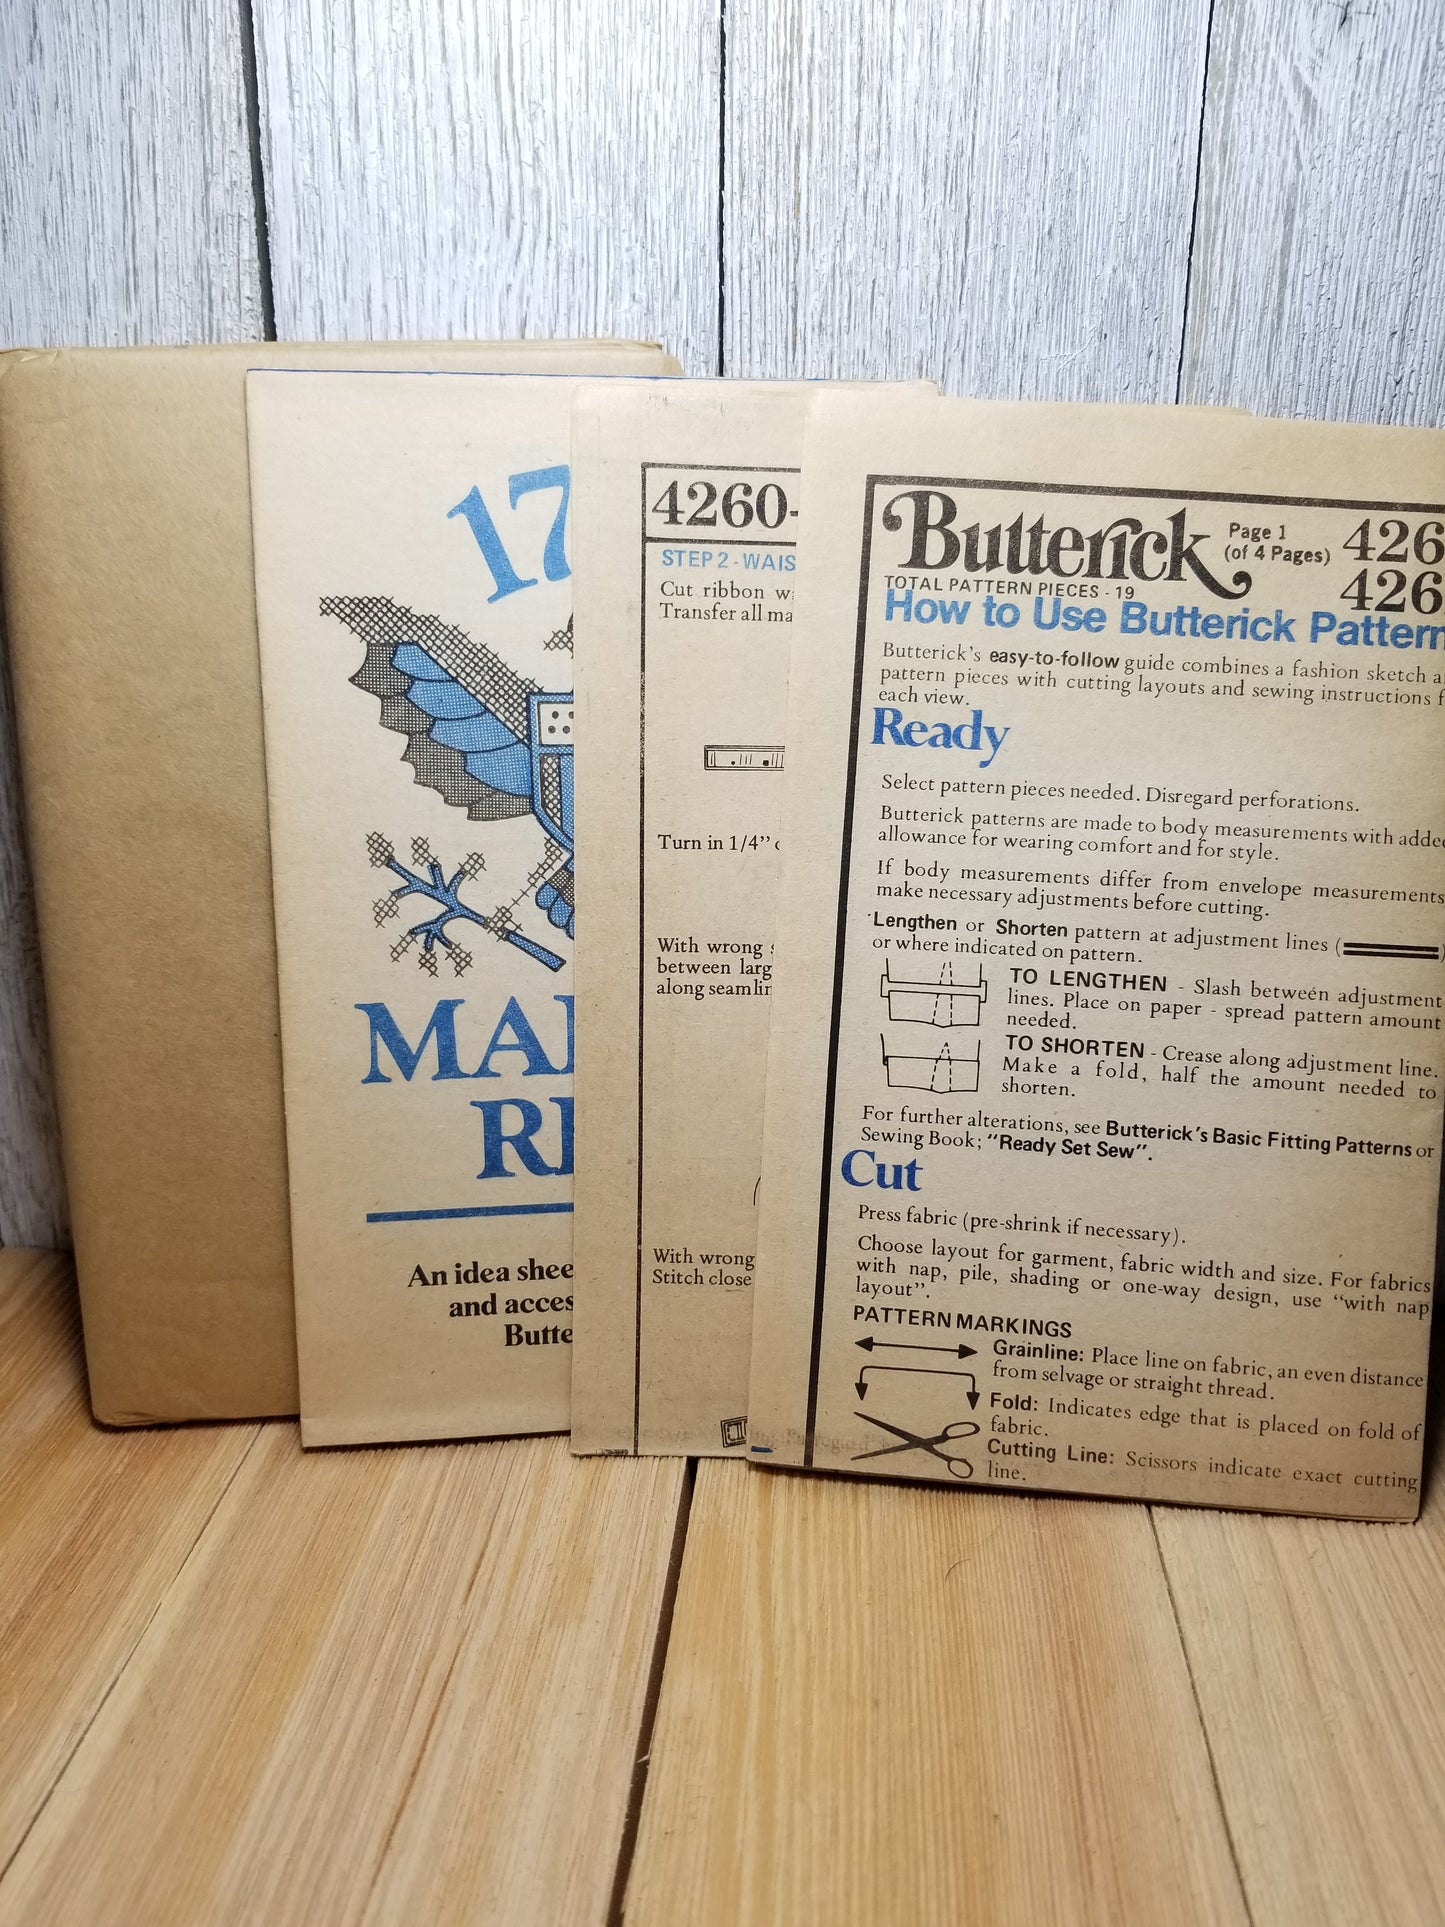 17
MA
RE
An idea shee
and acces
Butte
4260-
STEP 2 - WAIS
Cut ribbon w
Transfer all ma
Turn in 1/4”
With wrong
between larg
along seamlin
With wrong
Stitch close
Butterick
Page 1
(of 4 Pages)
426
426
TOTAL PATTERN PIECES - 19
How to Use Butterick Pattern
Butterick's easy-to-follow guide combines a fashion sketch a
pattern pieces with cutting layouts and sewing instructions f
each view.
Ready
Select pattern pieces needed. Disregard perforations.
Butterick patterns are made to body measurements with adde
allowance for wearing comfort and for style.
If body measurements differ from envelope measurements
make necessary adjustments before cutting.
Lengthen or Shorten pattern at adjustment lines (
or where indicated on pattern.
TO LENGTHEN - Slash between adjustment
lines. Place on paper - spread pattern amount
needed.
TO SHORTEN - Crease along adjustment line.
Make a fold, half the amount needed to
shorten.
For further alterations, see Butterick's Basic Fitting Patterns or
Sewing Book; "Ready Set Sew".
Cut
Press fabric (pre-shrink if necessary).
Choose layout for garment, fabric width and size. For fabrics
with nap, pile, shading or one-way design, use “with nap
layout”.
PATTERN MARKINGS
Grainline: Place line on fabric, an even distance
from selvage or straight thread.
Fold: Indicates edge that is placed on fold of
fabric.
Cutting Line: Scissors indicate exact cutting
line.